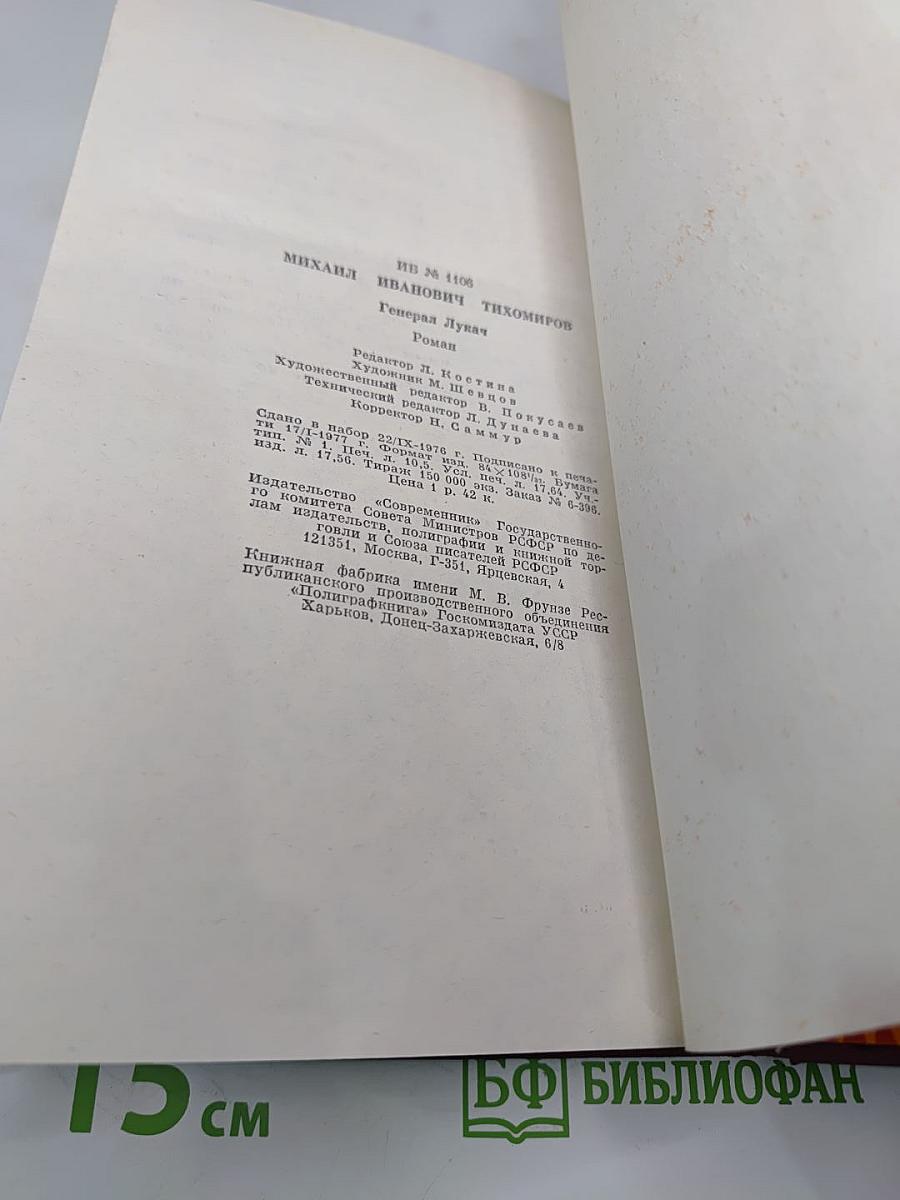 ИБ № 1106
МИХАИЛ ИВАНОВИЧ ТИХОМИРОВ
Генерал Лукач
Роман
Редактор Л. Костина
Художник М. Шевцов
Художественный редактор В. Покусаев
Технический редактор Л. Дунаева
Корректор Н. Саммур
Сдано в набор 22/IX-1976 г. Подписано к печа-
ти 17/I-1977 г. Формат изд. 84×108¹/₃₂. Бумага
тип. № 1. Печ. л. 10,5. Усл. печ. л. 17,64. Уч.-
изд. л. 17,56. Тираж 150 000 экз. Заказ № 6-396.
Цена 1 р. 42 к.
Издательство «Современник» Государственно-
го комитета Совета Министров РСФСР по де-
лам издательств, полиграфии и книжной тор-
говли и Союза писателей РСФСР
121351, Москва, Г-351, Ярцевская, 4
Книжная фабрика имени М. В. Фрунзе Рес-
публиканского производственного объединения
«Полиграфкнига» Госкомиздата УССР
Харьков, Донец-Захаржевская, 6/8
15 см
БФ БИБЛИОФАН